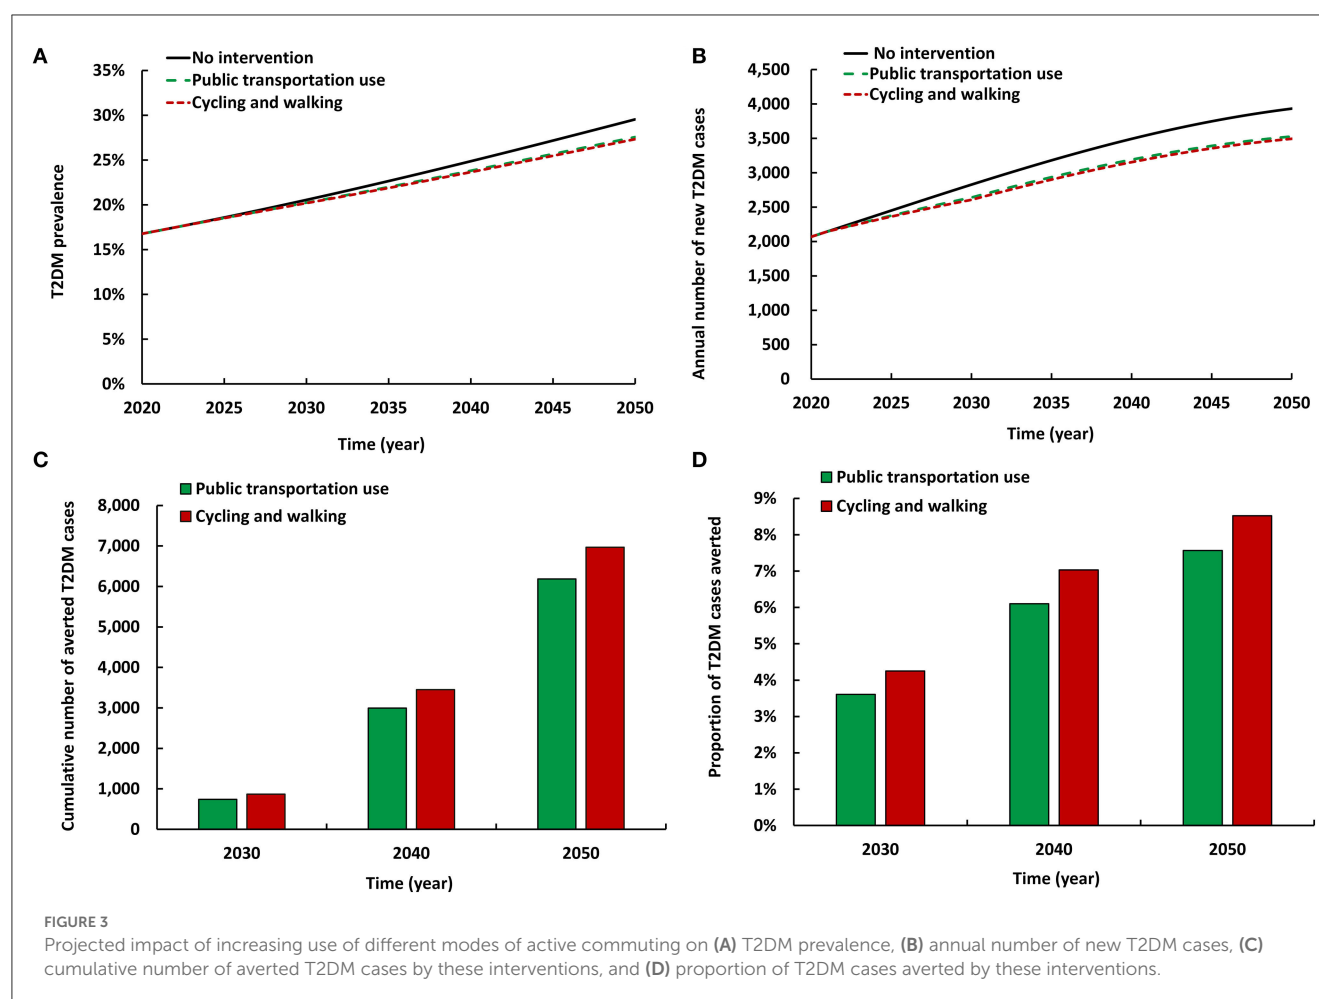 A
No intervention
Public transportation use
Cycling and walking
35%
30%
25%
20%
15%
10%
5%
0%
T2DM prevalence
2020 2025 2030 2035 2040 2045 2050
Time (year)
B
No intervention
Public transportation use
Cycling and walking
4,500
4,000
3,500
3,000
2,500
2,000
1,500
1,000
500
0
Annual number of new T2DM cases
2020 2025 2030 2035 2040 2045 2050
Time (year)
C
Public transportation use
Cycling and walking
8,000
7,000
6,000
5,000
4,000
3,000
2,000
1,000
0
Cumulative number of averted T2DM cases
2030 2040 2050
Time (year)
D
Public transportation use
Cycling and walking
9%
8%
7%
6%
5%
4%
3%
2%
1%
0%
Proportion of T2DM cases averted
2030 2040 2050
Time (year)
FIGURE 3
Projected impact of increasing use of different modes of active commuting on (A) T2DM prevalence, (B) annual number of new T2DM cases, (C)
cumulative number of averted T2DM cases by these interventions, and (D) proportion of T2DM cases averted by these interventions.